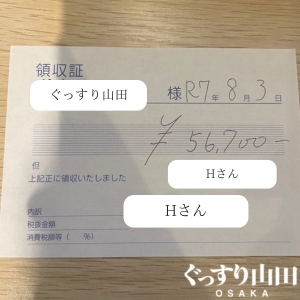 領収証
ぐっすり山田 様 R7年8月3日
¥56,700-
但
上記正に領収いたしました
Hさん
Hさん
内訳
税抜金額
消費税額等（　%）
ぐっすり山田
OSAKA